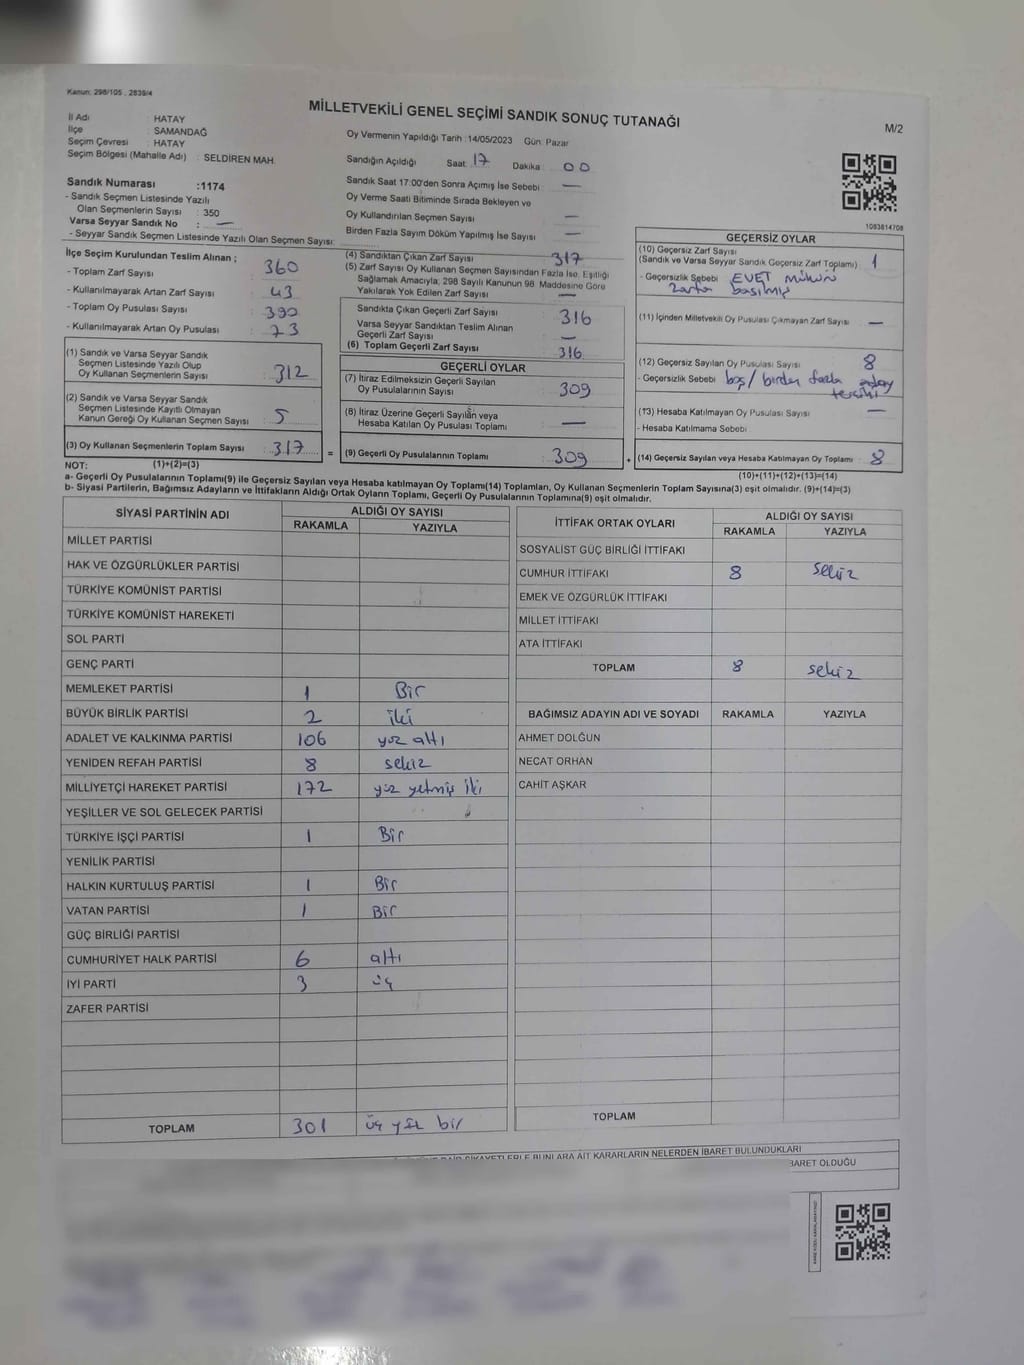 Kanun: 298/105 , 2839/4
MİLLETVEKİLİ GENEL SEÇİMİ SANDIK SONUÇ TUTANAĞI
M/2
İl Adı : HATAY
İlçe : SAMANDAĞ
Seçim Çevresi : HATAY
Seçim Bölgesi (Mahalle Adı) : SELDİREN MAH.
Sandık Numarası :1174
- Sandık Seçmen Listesinde Yazılı
Olan Seçmenlerin Sayısı : 350
Varsa Seyyar Sandık No : —
- Seyyar Sandık Seçmen Listesinde Yazılı Olan Seçmen Sayısı:
Oy Vermenin Yapıldığı Tarih :14/05/2023 Gün: Pazar
Sandığın Açıldığı Saat: 17 Dakika : 00
Sandık Saat 17:00'den Sonra Açılmış İse Sebebi : —
Oy Verme Saati Bitiminde Sırada Bekleyen ve
Oy Kullandırılan Seçmen Sayısı : —
Birden Fazla Sayım Döküm Yapılmış İse Sayısı : —
1083814708
İlçe Seçim Kurulundan Teslim Alınan ;
- Toplam Zarf Sayısı : 360
- Kullanılmayarak Artan Zarf Sayısı : 43
- Toplam Oy Pusulası Sayısı : 390
- Kullanılmayarak Artan Oy Pusulası : 73
(1) Sandık ve Varsa Seyyar Sandık
Seçmen Listesinde Yazılı Olup
Oy Kullanan Seçmenlerin Sayısı : 312
(2) Sandık ve Varsa Seyyar Sandık
Seçmen Listesinde Kayıtlı Olmayan
Kanun Gereği Oy Kullanan Seçmen Sayısı : 5
(3) Oy Kullanan Seçmenlerin Toplam Sayısı : 317 =
(4) Sandıktan Çıkan Zarf Sayısı : 317
(5) Zarf Sayısı Oy Kullanan Seçmen Sayısından Fazla İse, Eşitliği
Sağlamak Amacıyla, 298 Sayılı Kanunun 98. Maddesine Göre
Yakılarak Yok Edilen Zarf Sayısı : —
Sandıkta Çıkan Geçerli Zarf Sayısı : 316
Varsa Seyyar Sandıktan Teslim Alınan
Geçerli Zarf Sayısı : —
(6) Toplam Geçerli Zarf Sayısı : 316
GEÇERLİ OYLAR
(7) İtiraz Edilmeksizin Geçerli Sayılan
Oy Pusulalarının Sayısı : 309
(8) İtiraz Üzerine Geçerli Sayılan veya
Hesaba Katılan Oy Pusulası Toplamı : —
(9) Geçerli Oy Pusulalarının Toplamı : 309 +
GEÇERSİZ OYLAR
(10) Geçersiz Zarf Sayısı
(Sandık ve Varsa Seyyar Sandık Geçersiz Zarf Toplamı) : 1
- Geçersizlik Sebebi : EVET mührü
zarfa basılmış
(11) İçinden Milletvekili Oy Pusulası Çıkmayan Zarf Sayısı : —
(12) Geçersiz Sayılan Oy Pusulası Sayısı : 8
- Geçersizlik Sebebi : boş/birden fazla aday
tercihi
(13) Hesaba Katılmayan Oy Pusulası Sayısı : —
- Hesaba Katılmama Sebebi :
(14) Geçersiz Sayılan veya Hesaba Katılmayan Oy Toplamı : 8
NOT: (1)+(2)=(3)
(10)+(11)+(12)+(13)=(14)
a- Geçerli Oy Pusulalarının Toplamı(9) ile Geçersiz Sayılan veya Hesaba katılmayan Oy Toplamı(14) Toplamları, Oy Kullanan Seçmenlerin Toplam Sayısına(3) eşit olmalıdır. (9)+(14)=(3)
b- Siyasi Partilerin, Bağımsız Adayların ve İttifakların Aldığı Ortak Oyların Toplamı, Geçerli Oy Pusulalarının Toplamına(9) eşit olmalıdır.
SİYASİ PARTİNİN ADI ALDIĞI OY SAYISI
RAKAMLA YAZIYLA
MİLLET PARTİSİ
HAK VE ÖZGÜRLÜKLER PARTİSİ
TÜRKİYE KOMÜNİST PARTİSİ
TÜRKİYE KOMÜNİST HAREKETİ
SOL PARTİ
GENÇ PARTİ
MEMLEKET PARTİSİ 1 Bir
BÜYÜK BİRLİK PARTİSİ 2 iki
ADALET VE KALKINMA PARTİSİ 106 yüz altı
YENİDEN REFAH PARTİSİ 8 sekiz
MİLLİYETÇİ HAREKET PARTİSİ 172 yüz yetmiş iki
YEŞİLLER VE SOL GELECEK PARTİSİ
TÜRKİYE İŞÇİ PARTİSİ 1 Bir
YENİLİK PARTİSİ
HALKIN KURTULUŞ PARTİSİ 1 Bir
VATAN PARTİSİ 1 Bir
GÜÇ BİRLİĞİ PARTİSİ
CUMHURİYET HALK PARTİSİ 6 altı
İYİ PARTİ 3 üç
ZAFER PARTİSİ
TOPLAM 301 üç yüz bir
İTTİFAK ORTAK OYLARI ALDIĞI OY SAYISI
RAKAMLA YAZIYLA
SOSYALİST GÜÇ BİRLİĞİ İTTİFAKI
CUMHUR İTTİFAKI 8 sekiz
EMEK VE ÖZGÜRLÜK İTTİFAKI
MİLLET İTTİFAKI
ATA İTTİFAKI
TOPLAM 8 sekiz
BAĞIMSIZ ADAYIN ADI VE SOYADI RAKAMLA YAZIYLA
AHMET DOLĞUN
NECAT ORHAN
CAHİT AŞKAR
TOPLAM
ŞİKAYETLERLE BUNLARA AİT KARARLARIN NELERDEN İBARET BULUNDUKLARI
BARET OLDUĞU